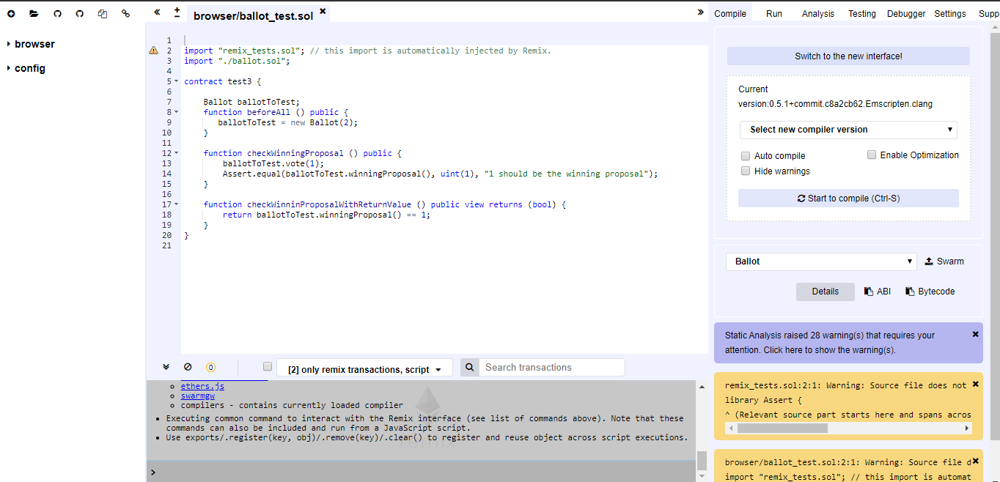 browser/ballot_test.sol
Compile Run Analysis Testing Debugger Settings Supp
browser
config
1
2 import "remix_tests.sol"; // this import is automatically injected by Remix.
3 import "./ballot.sol";
4
5 contract test3 {
6
7 Ballot ballotToTest;
8 function beforeAll () public {
9 ballotToTest = new Ballot(2);
10 }
11
12 function checkWinningProposal () public {
13 ballotToTest.vote(1);
14 Assert.equal(ballotToTest.winningProposal(), uint(1), "1 should be the winning proposal");
15 }
16
17 function checkWinninProposalWithReturnValue () public view returns (bool) {
18 return ballotToTest.winningProposal() == 1;
19 }
20 }
21
0
[2] only remix transactions, script
Search transactions
ethers.js
swarmgw
compilers - contains currently loaded compiler
Executing common command to interact with the Remix interface (see list of commands above). Note that these
commands can also be included and run from a JavaScript script.
Use exports/.register(key, obj)/.remove(key)/.clear() to register and reuse object across script executions.
remix
>
Switch to the new interface!
Current
version:0.5.1+commit.c8a2cb62.Emscripten.clang
Select new compiler version
Auto compile
Enable Optimization
Hide warnings
Start to compile (Ctrl-S)
Ballot
Swarm
Details
ABI
Bytecode
Static Analysis raised 28 warning(s) that requires your
attention. Click here to show the warning(s).
remix_tests.sol:2:1: Warning: Source file does not
library Assert {
^ (Relevant source part starts here and spans acros
browser/ballot_test.sol:2:1: Warning: Source file d
import "remix_tests.sol"; // this import is automat